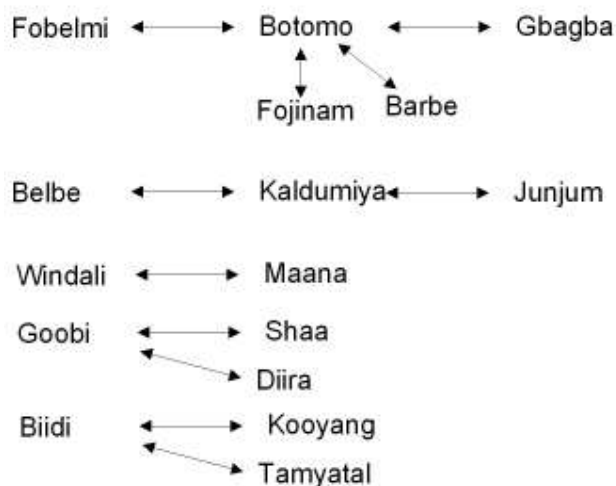 Fobelmi Botomo Gbagba
Fojinam Barbe
Belbe Kaldumiya Junjum
Windali Maana
Goobi Shaa
Diira
Biidi Kooyang
Tamyatal